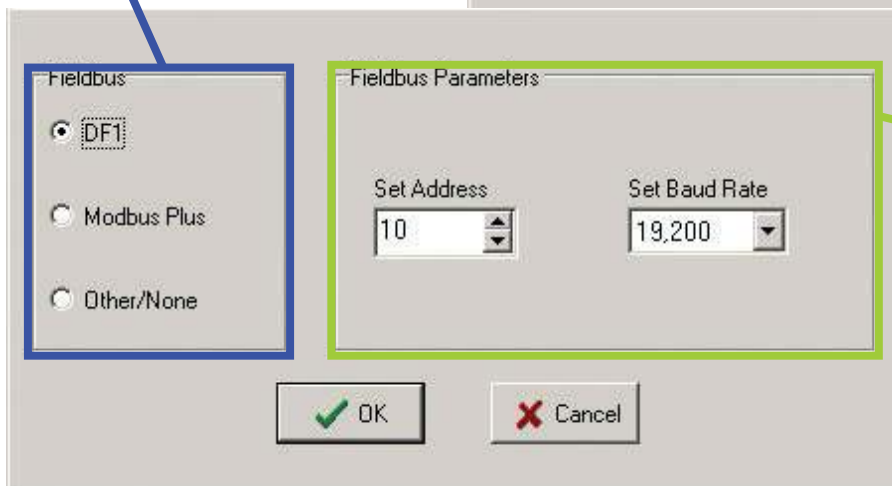 Fieldbus
DF1
Modbus Plus
Other/None
Fieldbus Parameters
Set Address
10
Set Baud Rate
19,200
OK
Cancel